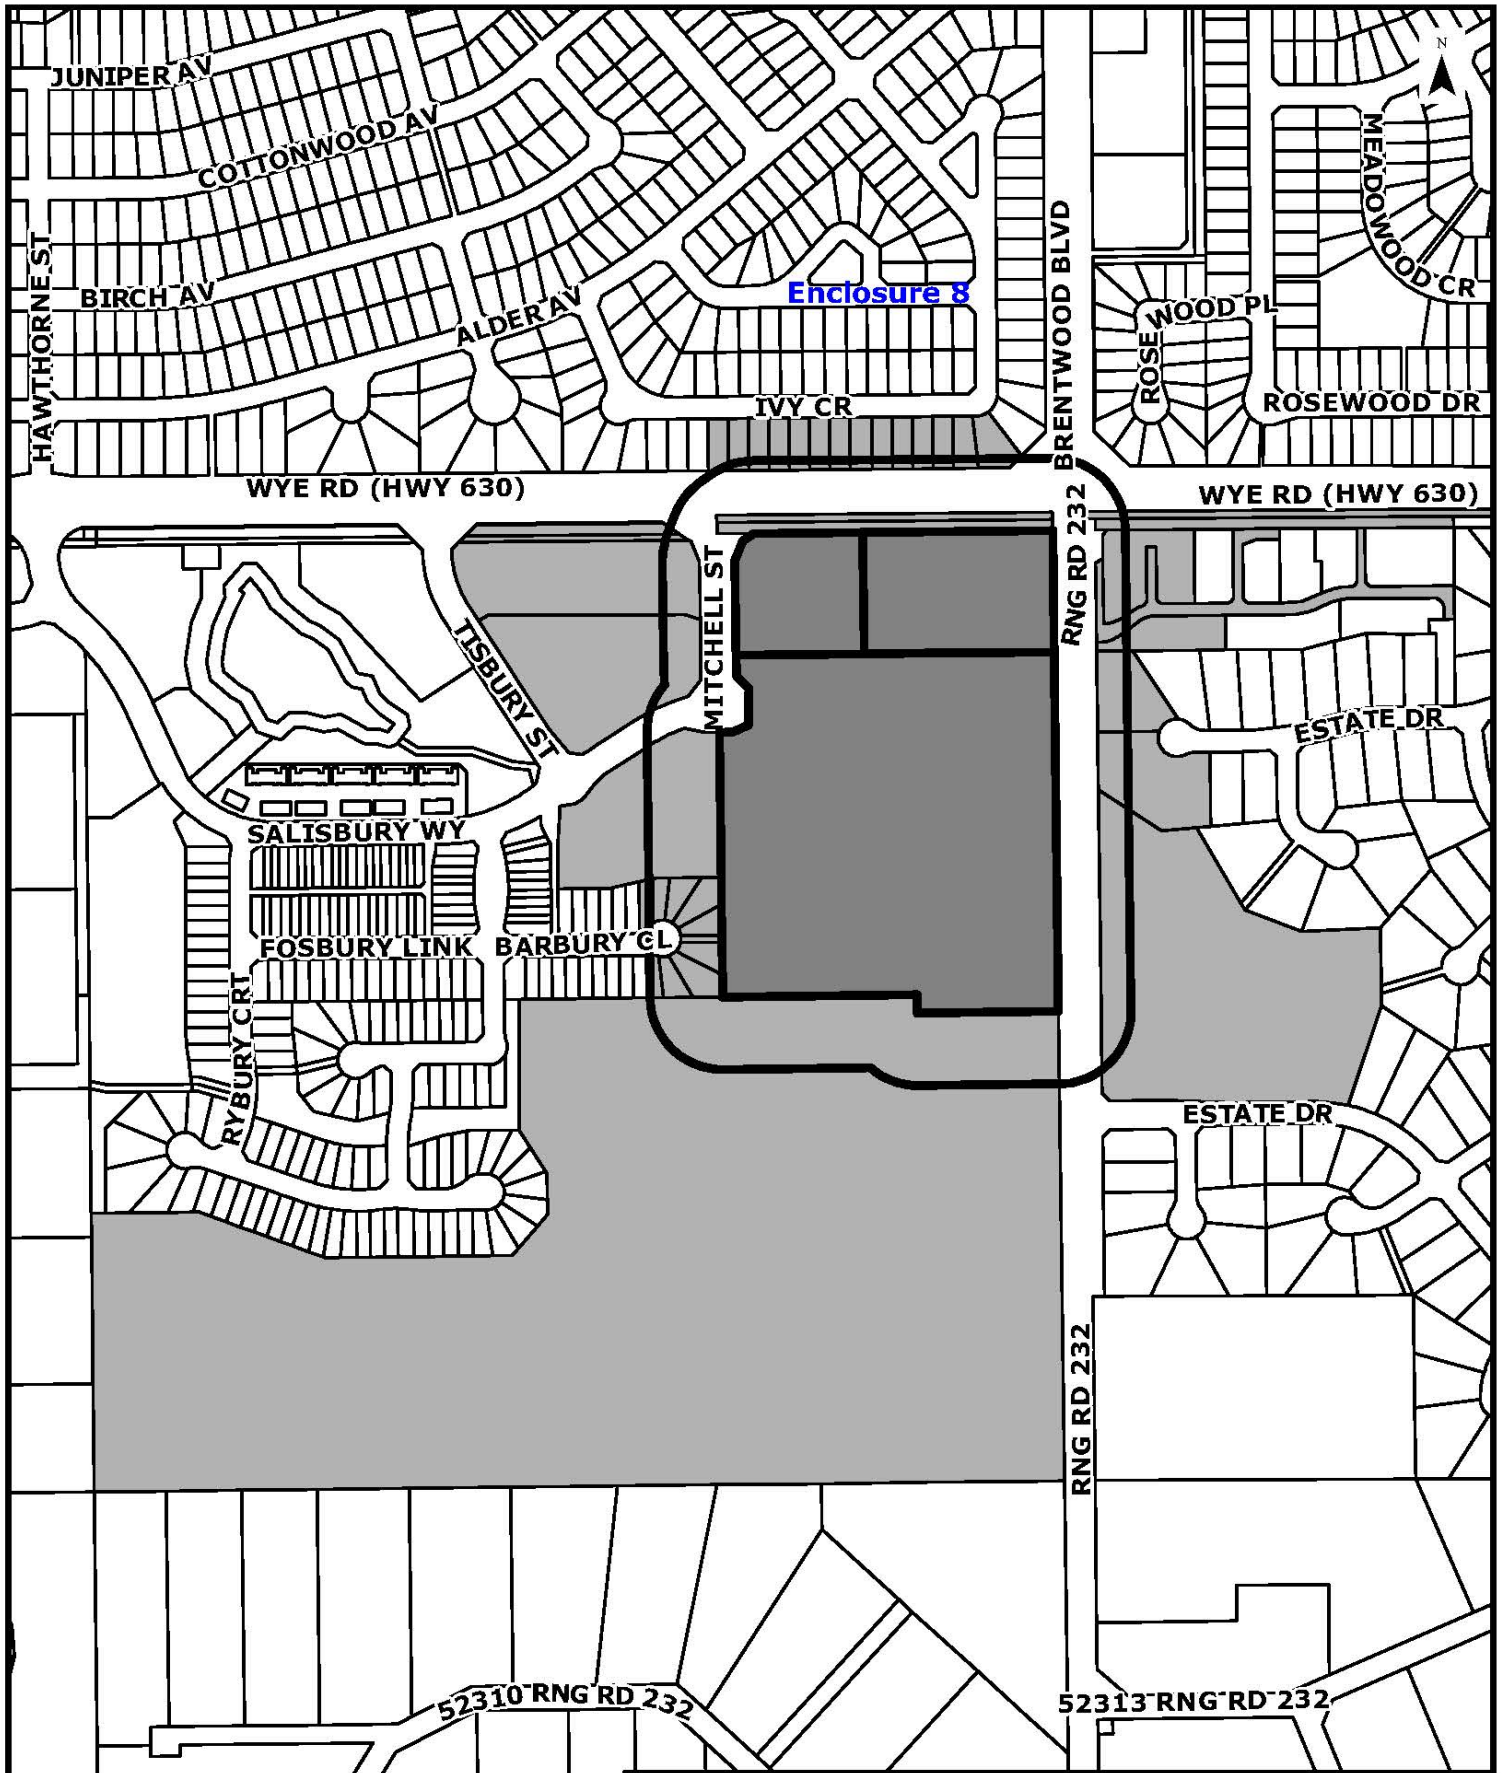 N
JUNIPER AV
COTTONWOOD AV
MEADOWOOD CR
HAWTHORNE ST
BIRCH AV
ALDER AV
Enclosure 8
BRENTWOOD BLVD
ROSE WOOD PL
IVY CR
ROSEWOOD DR
WYE RD (HWY 630)
WYE RD (HWY 630)
RNG RD 232
MITCHELL ST
TISBURY ST
ESTATE DR
SALISBURY WY
FOSBURY LINK
BARBURY CL
RYBURY CRT
ESTATE DR
RNG RD 232
52310 RNG RD 232
52313 RNG RD 232